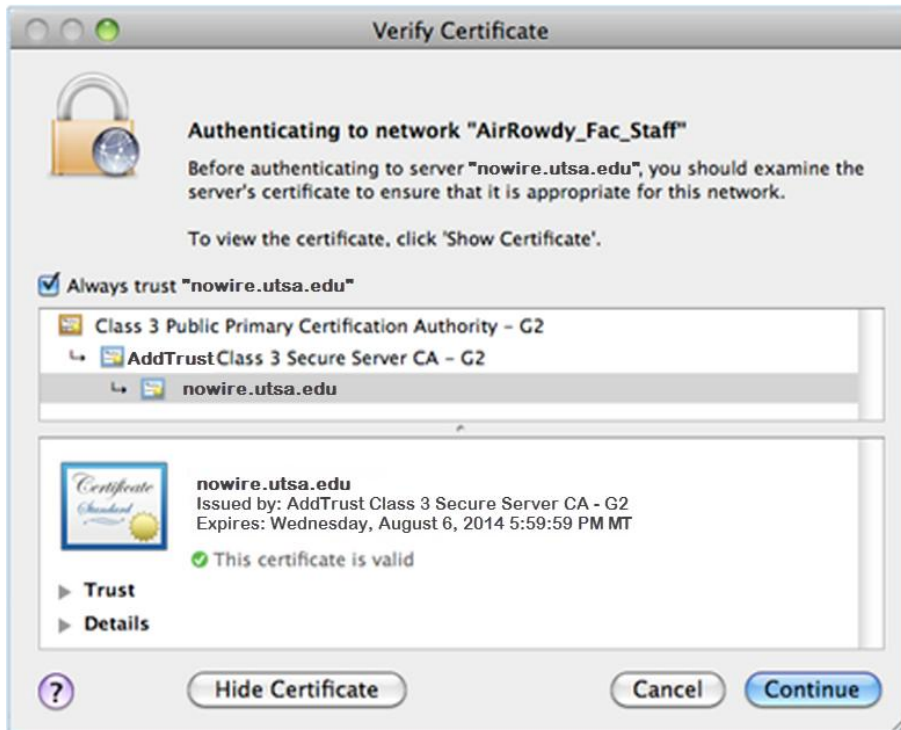 Verify Certificate
Authenticating to network "AirRowdy_Fac_Staff"
Before authenticating to server "nowire.utsa.edu", you should examine the
server's certificate to ensure that it is appropriate for this network.
To view the certificate, click 'Show Certificate'.
Always trust "nowire.utsa.edu"
Class 3 Public Primary Certification Authority – G2
AddTrust Class 3 Secure Server CA – G2
nowire.utsa.edu
Certificate
Standard
nowire.utsa.edu
Issued by: AddTrust Class 3 Secure Server CA - G2
Expires: Wednesday, August 6, 2014 5:59:59 PM MT
This certificate is valid
Trust
Details
?
Hide Certificate
Cancel
Continue